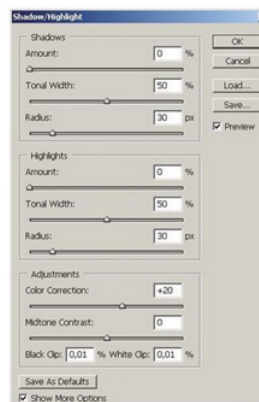 Shadow/Highlight
Shadows
Amount: 0 %
Tonal Width: 50 %
Radius: 30 px
Highlights
Amount: 0 %
Tonal Width: 50 %
Radius: 30 px
Adjustments
Color Correction: +20
Midtone Contrast: 0
Black Clip: 0,01 % White Clip: 0,01 %
Save As Defaults
Show More Options
OK
Cancel
Load...
Save...
Preview